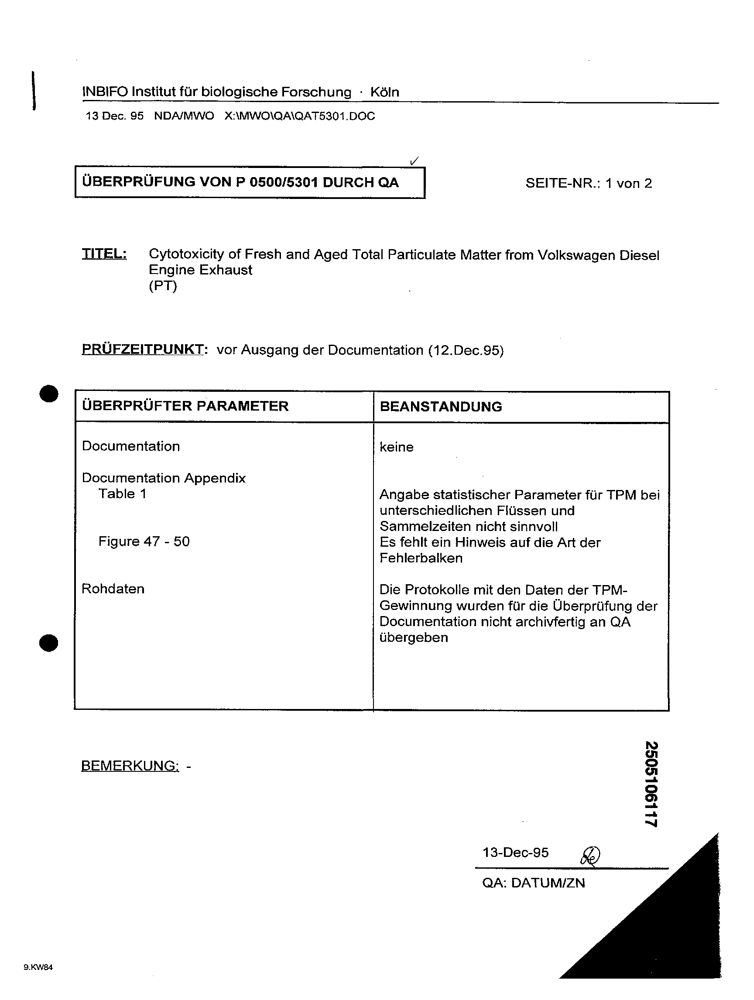 INBIFO Institut für biologische Forschung · Köln
13 Dec. 95 NDA/MWO X:\MWO\QA\QAT5301.DOC
ÜBERPRÜFUNG VON P 0500/5301 DURCH QA
SEITE-NR.: 1 von 2
TITEL: Cytotoxicity of Fresh and Aged Total Particulate Matter from Volkswagen Diesel
Engine Exhaust
(PT)
PRÜFZEITPUNKT: vor Ausgang der Documentation (12.Dec.95)
ÜBERPRÜFTER PARAMETER BEANSTANDUNG
Documentation keine
Documentation Appendix
Table 1 Angabe statistischer Parameter für TPM bei
unterschiedlichen Flüssen und
Sammelzeiten nicht sinnvoll
Figure 47 - 50 Es fehlt ein Hinweis auf die Art der
Fehlerbalken
Rohdaten Die Protokolle mit den Daten der TPM-
Gewinnung wurden für die Überprüfung der
Documentation nicht archivfertig an QA
übergeben
BEMERKUNG: -
2505106117
13-Dec-95
QA: DATUM/ZN
9.KW84